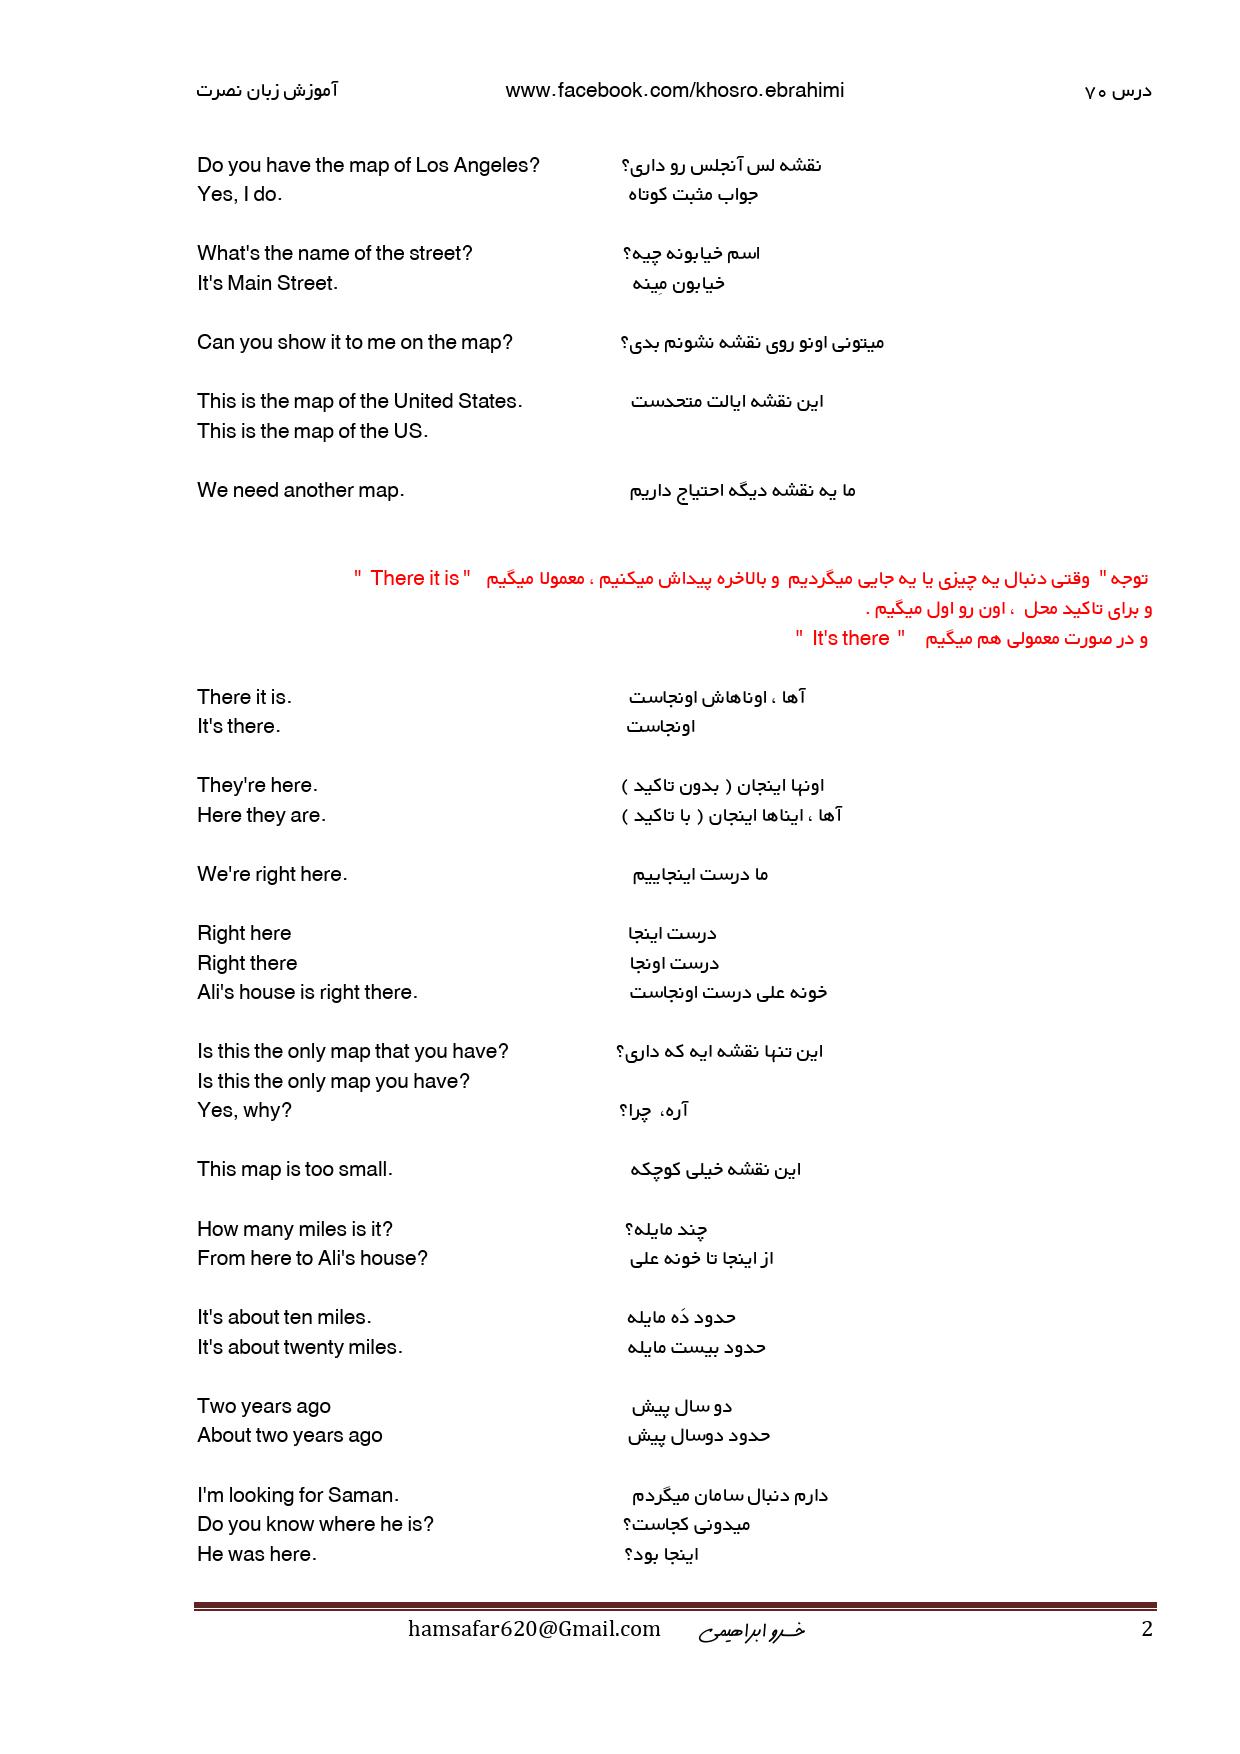 آموزش زبان نصرت www.facebook.com/khosro.ebrahimi درس ۷۰
Do you have the map of Los Angeles? نقشه لس آنجلس رو داری؟
Yes, I do. جواب مثبت کوتاه
What's the name of the street? اسم خیابونه چیه؟
It's Main Street. خیابون مِینه
Can you show it to me on the map? میتونی اونو روی نقشه نشونم بدی؟
This is the map of the United States. این نقشه ایالت متحدست
This is the map of the US.
We need another map. ما یه نقشه دیگه احتیاج داریم
توجه " وقتی دنبال یه چیزی یا یه جایی میگردیم و بالاخره پیداش میکنیم ، معمولا میگیم " There it is "
و برای تاکید محل ، اون رو اول میگیم .
و در صورت معمولی هم میگیم " It's there "
There it is. آها ، اوناهاش اونجاست
It's there. اونجاست
They're here. اونها اینجان ( بدون تاکید )
Here they are. آها ، ایناها اینجان ( با تاکید )
We're right here. ما درست اینجاییم
Right here درست اینجا
Right there درست اونجا
Ali's house is right there. خونه علی درست اونجاست
Is this the only map that you have? این تنها نقشه ایه که داری؟
Is this the only map you have?
Yes, why? آره، چرا؟
This map is too small. این نقشه خیلی کوچکه
How many miles is it? چند مایله؟
From here to Ali's house? از اینجا تا خونه علی
It's about ten miles. حدود دَه مایله
It's about twenty miles. حدود بیست مایله
Two years ago دو سال پیش
About two years ago حدود دوسال پیش
I'm looking for Saman. دارم دنبال سامان میگردم
Do you know where he is? میدونی کجاست؟
He was here. اینجا بود؟
hamsafar620@Gmail.com خسرو ابراهیمی 2